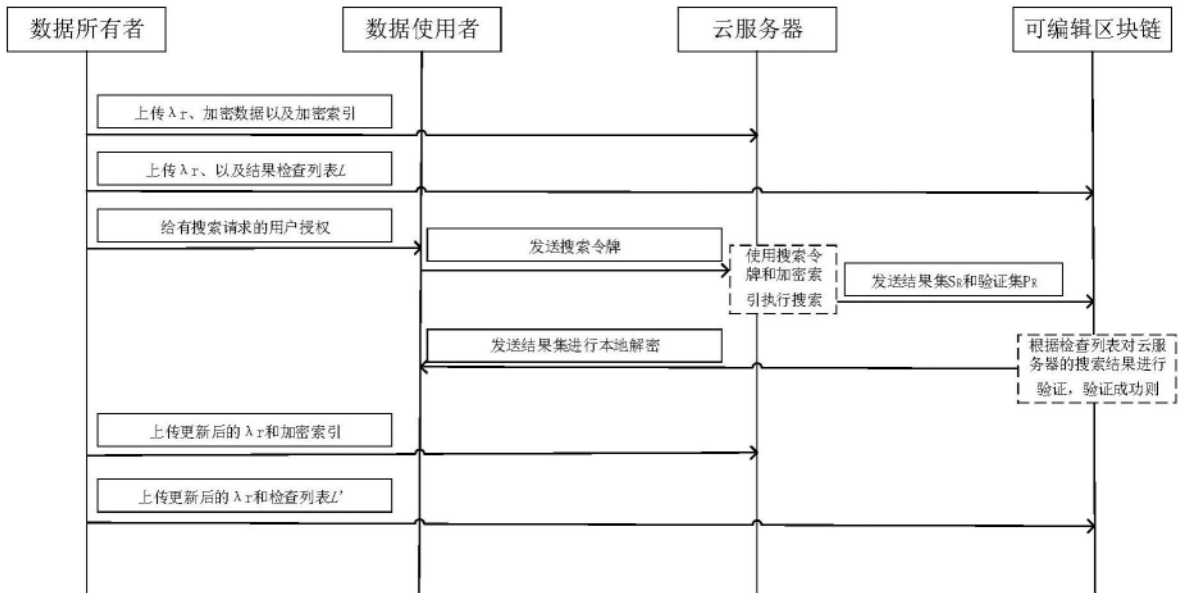 数据所有者
数据使用者
云服务器
可编辑区块链
上传λr、加密数据以及加密索引
上传λr、以及结果检查列表L
给有搜索请求的用户授权
发送搜索令牌
使用搜索令
牌和加密索
引执行搜索
发送结果集SR和验证集PR
发送结果集进行本地解密
根据检查列表对云服
务器的搜索结果进行
验证，验证成功则
上传更新后的λr和加密索引
上传更新后的λr和检查列表L'